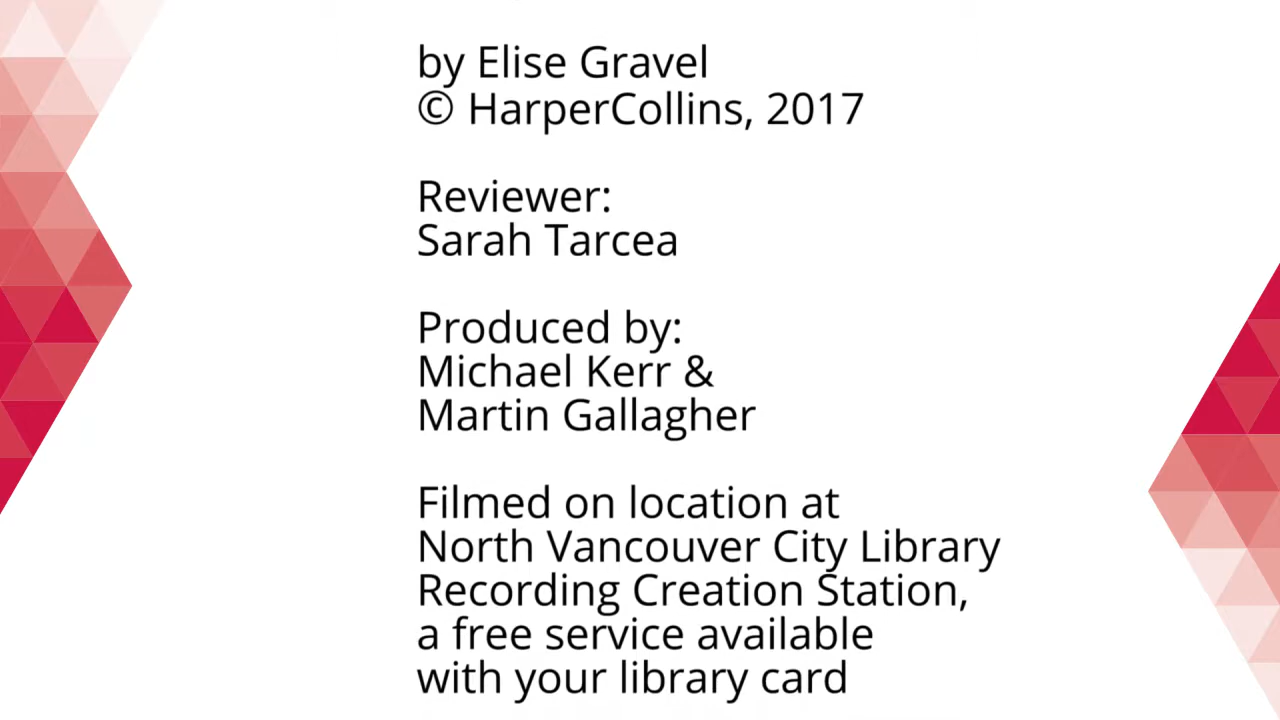 by Elise Gravel
© HarperCollins, 2017
Reviewer:
Sarah Tarcea
Produced by:
Michael Kerr &
Martin Gallagher
Filmed on location at
North Vancouver City Library
Recording Creation Station,
a free service available
with your library card